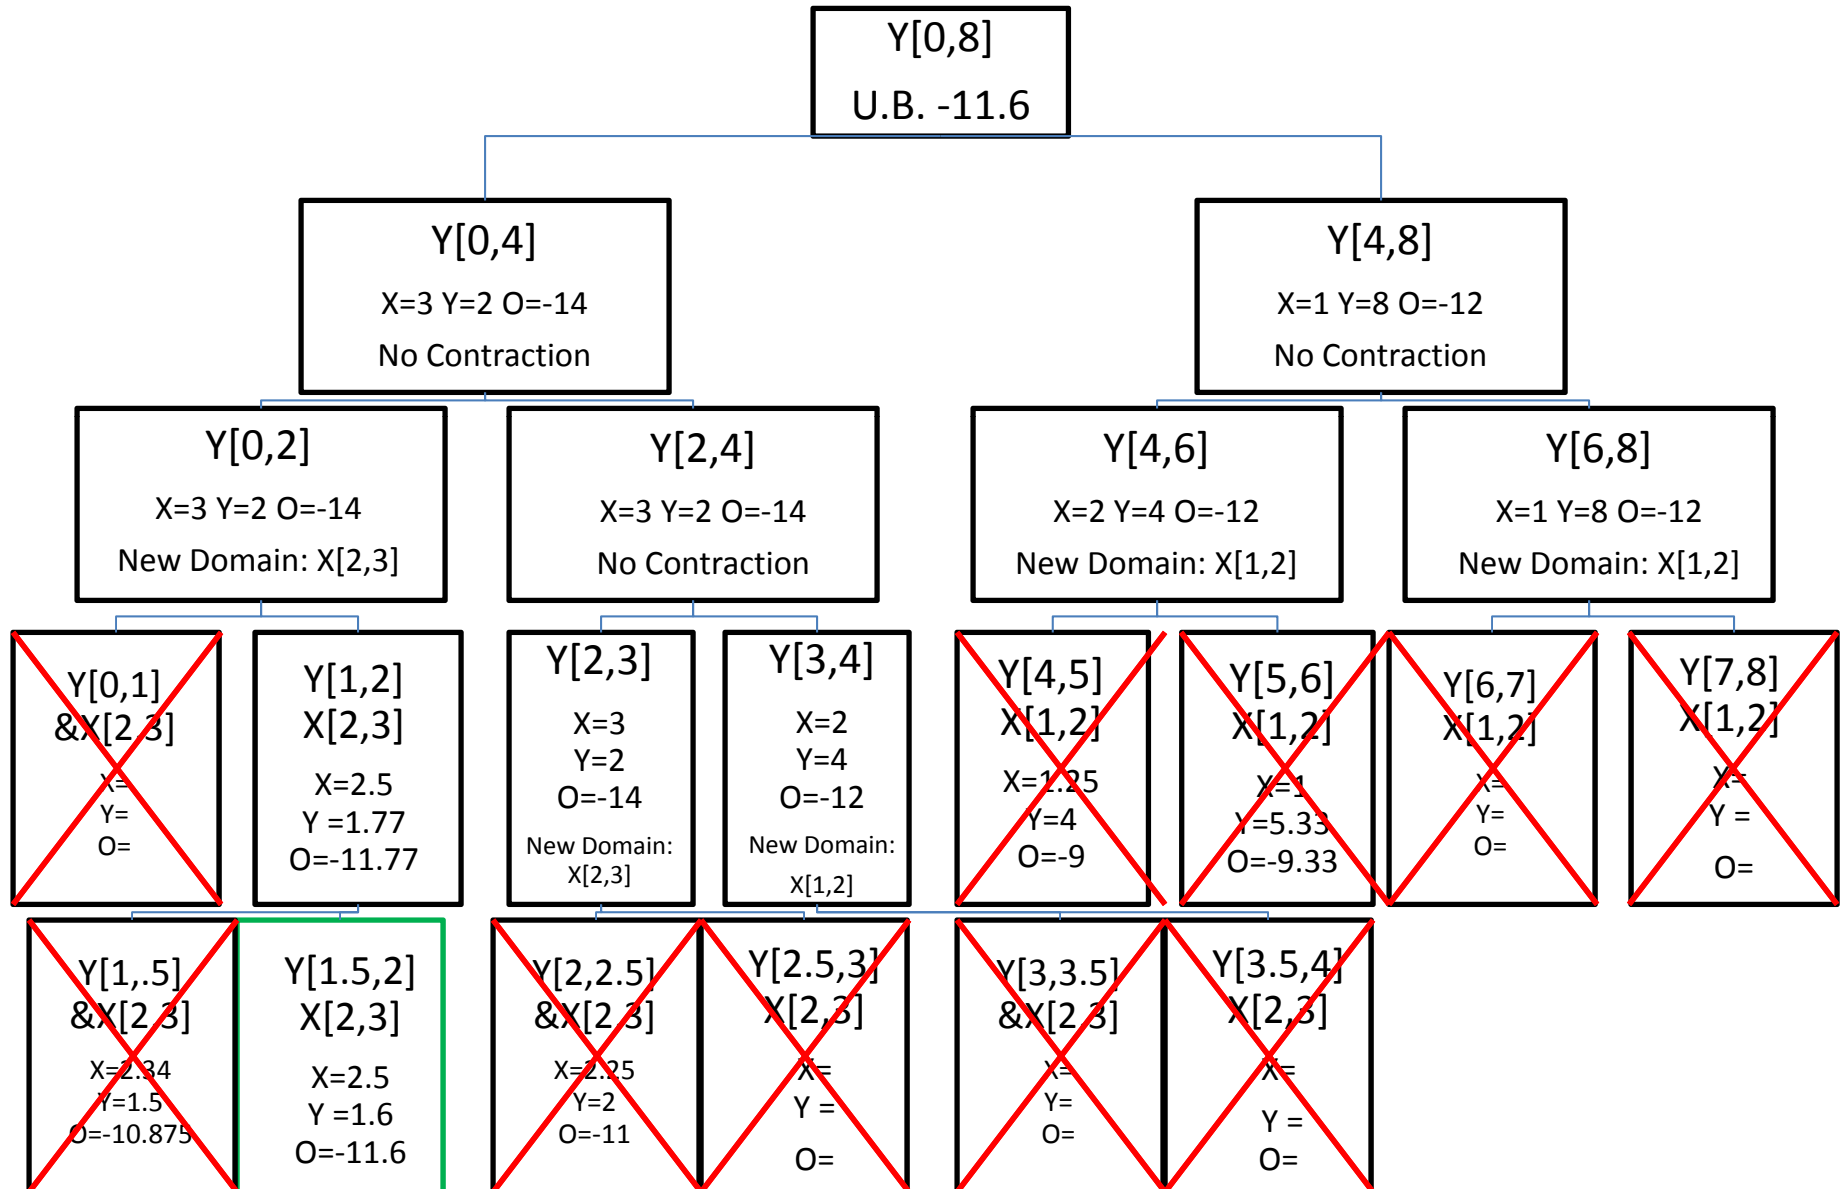 Y[0,8]
U.B. -11.6
Y[0,4]
X=3 Y=2 O=-14
No Contraction
Y[4,8]
X=1 Y=8 O=-12
No Contraction
Y[0,2]
X=3 Y=2 O=-14
New Domain: X[2,3]
Y[2,4]
X=3 Y=2 O=-14
No Contraction
Y[4,6]
X=2 Y=4 O=-12
New Domain: X[1,2]
Y[6,8]
X=1 Y=8 O=-12
New Domain: X[1,2]
Y[0,1]
&X[2,3]
X=
Y=
O=
Y[1,2]
X[2,3]
X=2.5
Y =1.77
O=-11.77
Y[2,3]
X=3
Y=2
O=-14
New Domain:
X[2,3]
Y[3,4]
X=2
Y=4
O=-12
New Domain:
X[1,2]
Y[4,5]
X[1,2]
X=1.25
Y=4
O=-9
Y[5,6]
X[1,2]
X=1
Y=5.33
O=-9.33
Y[6,7]
X[1,2]
X=
Y=
O=
Y[7,8]
X[1,2]
X=
Y =
O=
Y[1,.5]
&X[2,3]
X=2.34
Y=1.5
O=-10.875
Y[1.5,2]
X[2,3]
X=2.5
Y =1.6
O=-11.6
Y[2,2.5]
&X[2,3]
X=2.25
Y=2
O=-11
Y[2.5,3]
X[2,3]
X=
Y =
O=
Y[3,3.5]
&X[2,3]
X=
Y=
O=
Y[3.5,4]
X[2,3]
X=
Y =
O=